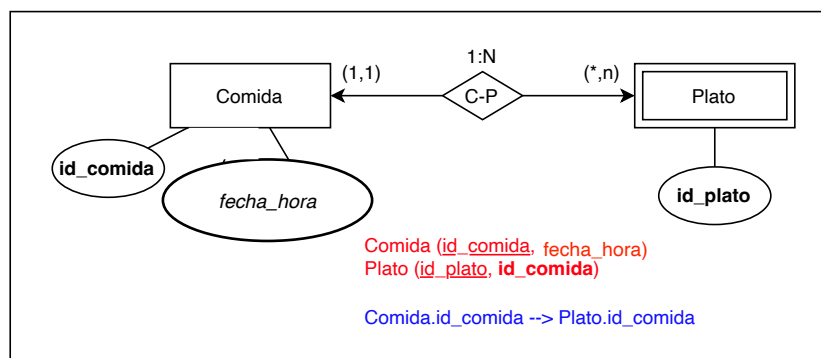 1:N
(1,1)
(*,n)
Comida
C-P
Plato
id_comida
fecha_hora
id_plato
Comida (id_comida, fecha_hora)
Plato (id_plato, id_comida)
Comida.id_comida --> Plato.id_comida